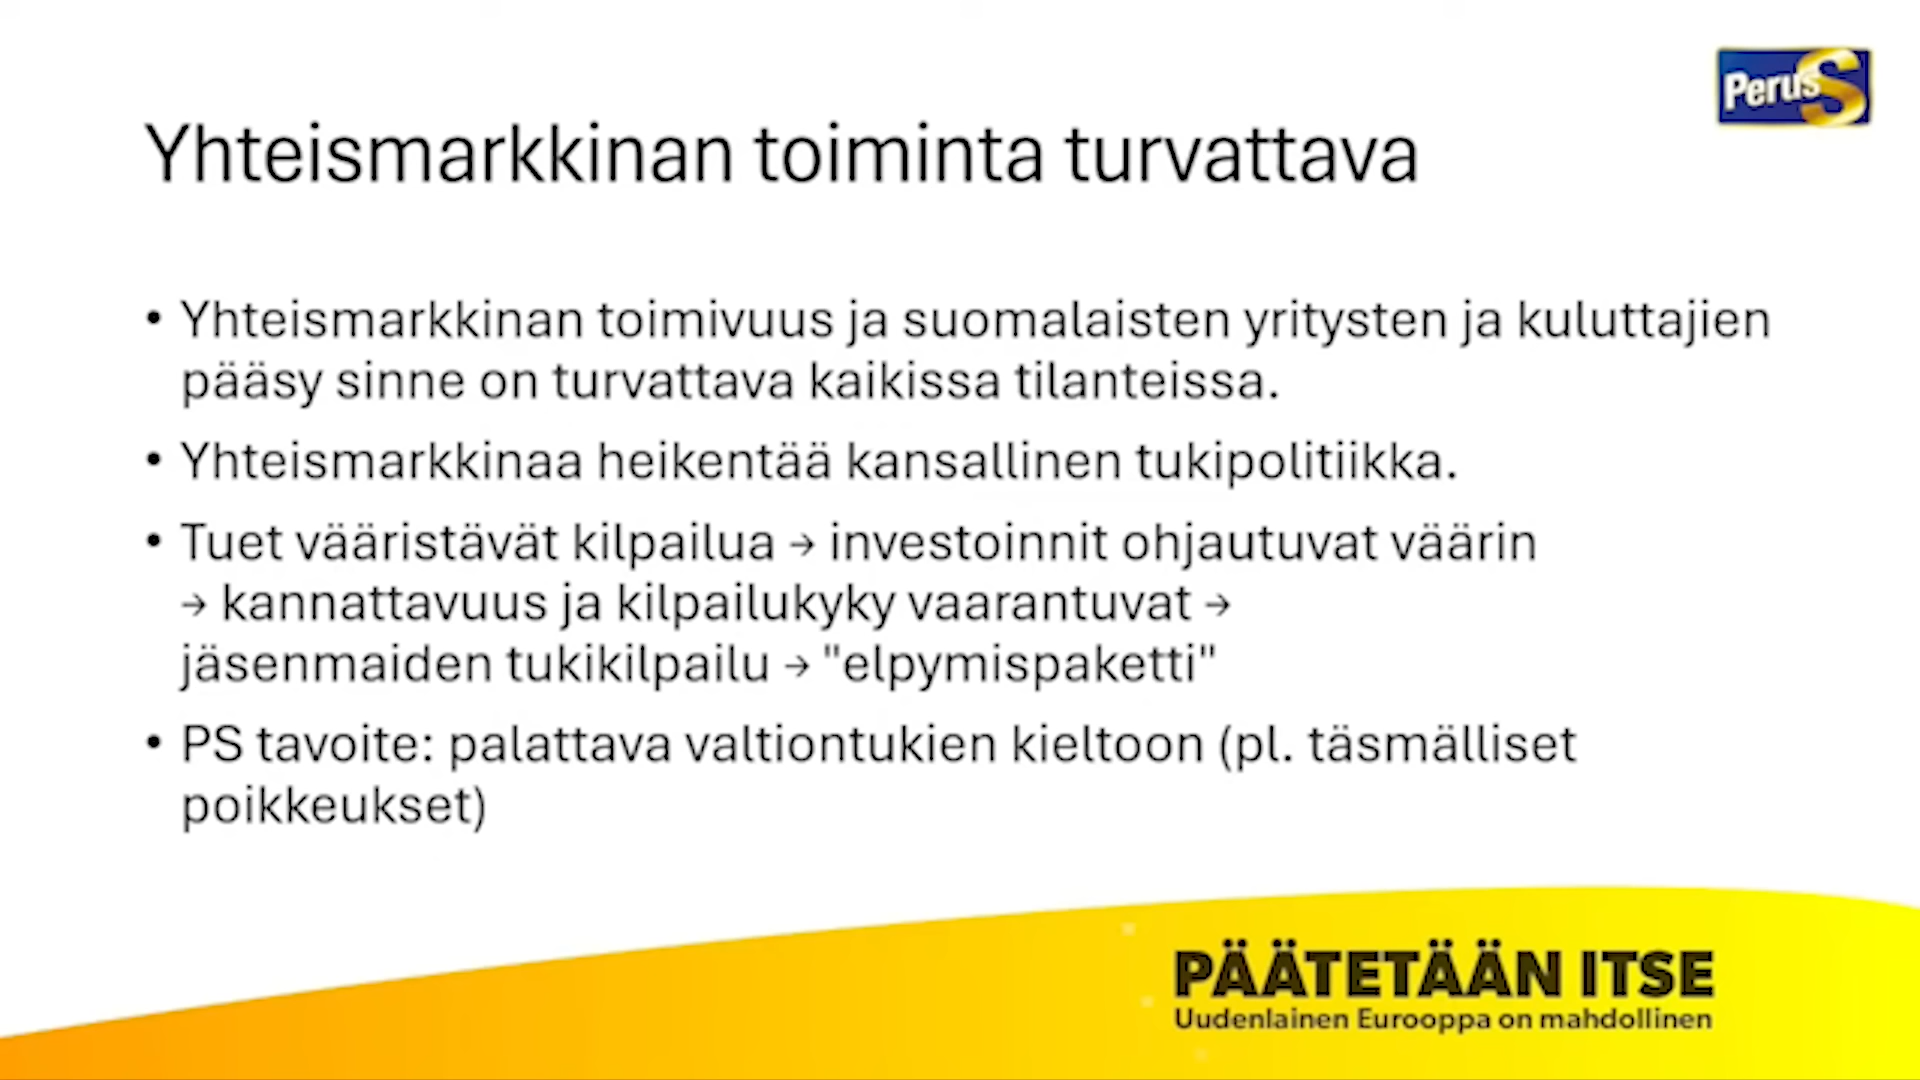 PerusS
Yhteismarkkinan toiminta turvattava
• Yhteismarkkinan toimivuus ja suomalaisten yritysten ja kuluttajien
pääsy sinne on turvattava kaikissa tilanteissa.
• Yhteismarkkinaa heikentää kansallinen tukipolitiikka.
• Tuet vääristävät kilpailua → investoinnit ohjautuvat väärin
→ kannattavuus ja kilpailukyky vaarantuvat →
jäsenmaiden tukikilpailu → "elpymispaketti"
• PS tavoite: palattava valtiontukien kieltoon (pl. täsmälliset
poikkeukset)
PÄÄTETÄÄN ITSE
Uudenlainen Eurooppa on mahdollinen